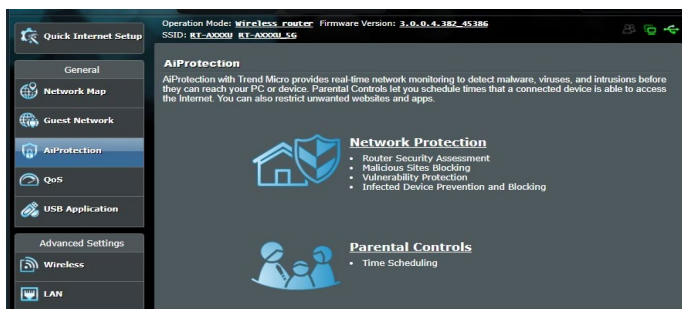 Operation Mode: Wireless router Firmware Version: 3.0.0.4.382_45386
SSID: RT-AXXXU RT-AXXXU_5G
Quick Internet Setup
General
Network Map
Guest Network
AiProtection
QoS
USB Application
Advanced Settings
Wireless
LAN
AiProtection
AiProtection with Trend Micro provides real-time network monitoring to detect malware, viruses, and intrusions before
they can reach your PC or device. Parental Controls let you schedule times that a connected device is able to access
the Internet. You can also restrict unwanted websites and apps.
Network Protection
• Router Security Assessment
• Malicious Sites Blocking
• Vulnerability Protection
• Infected Device Prevention and Blocking
Parental Controls
• Time Scheduling